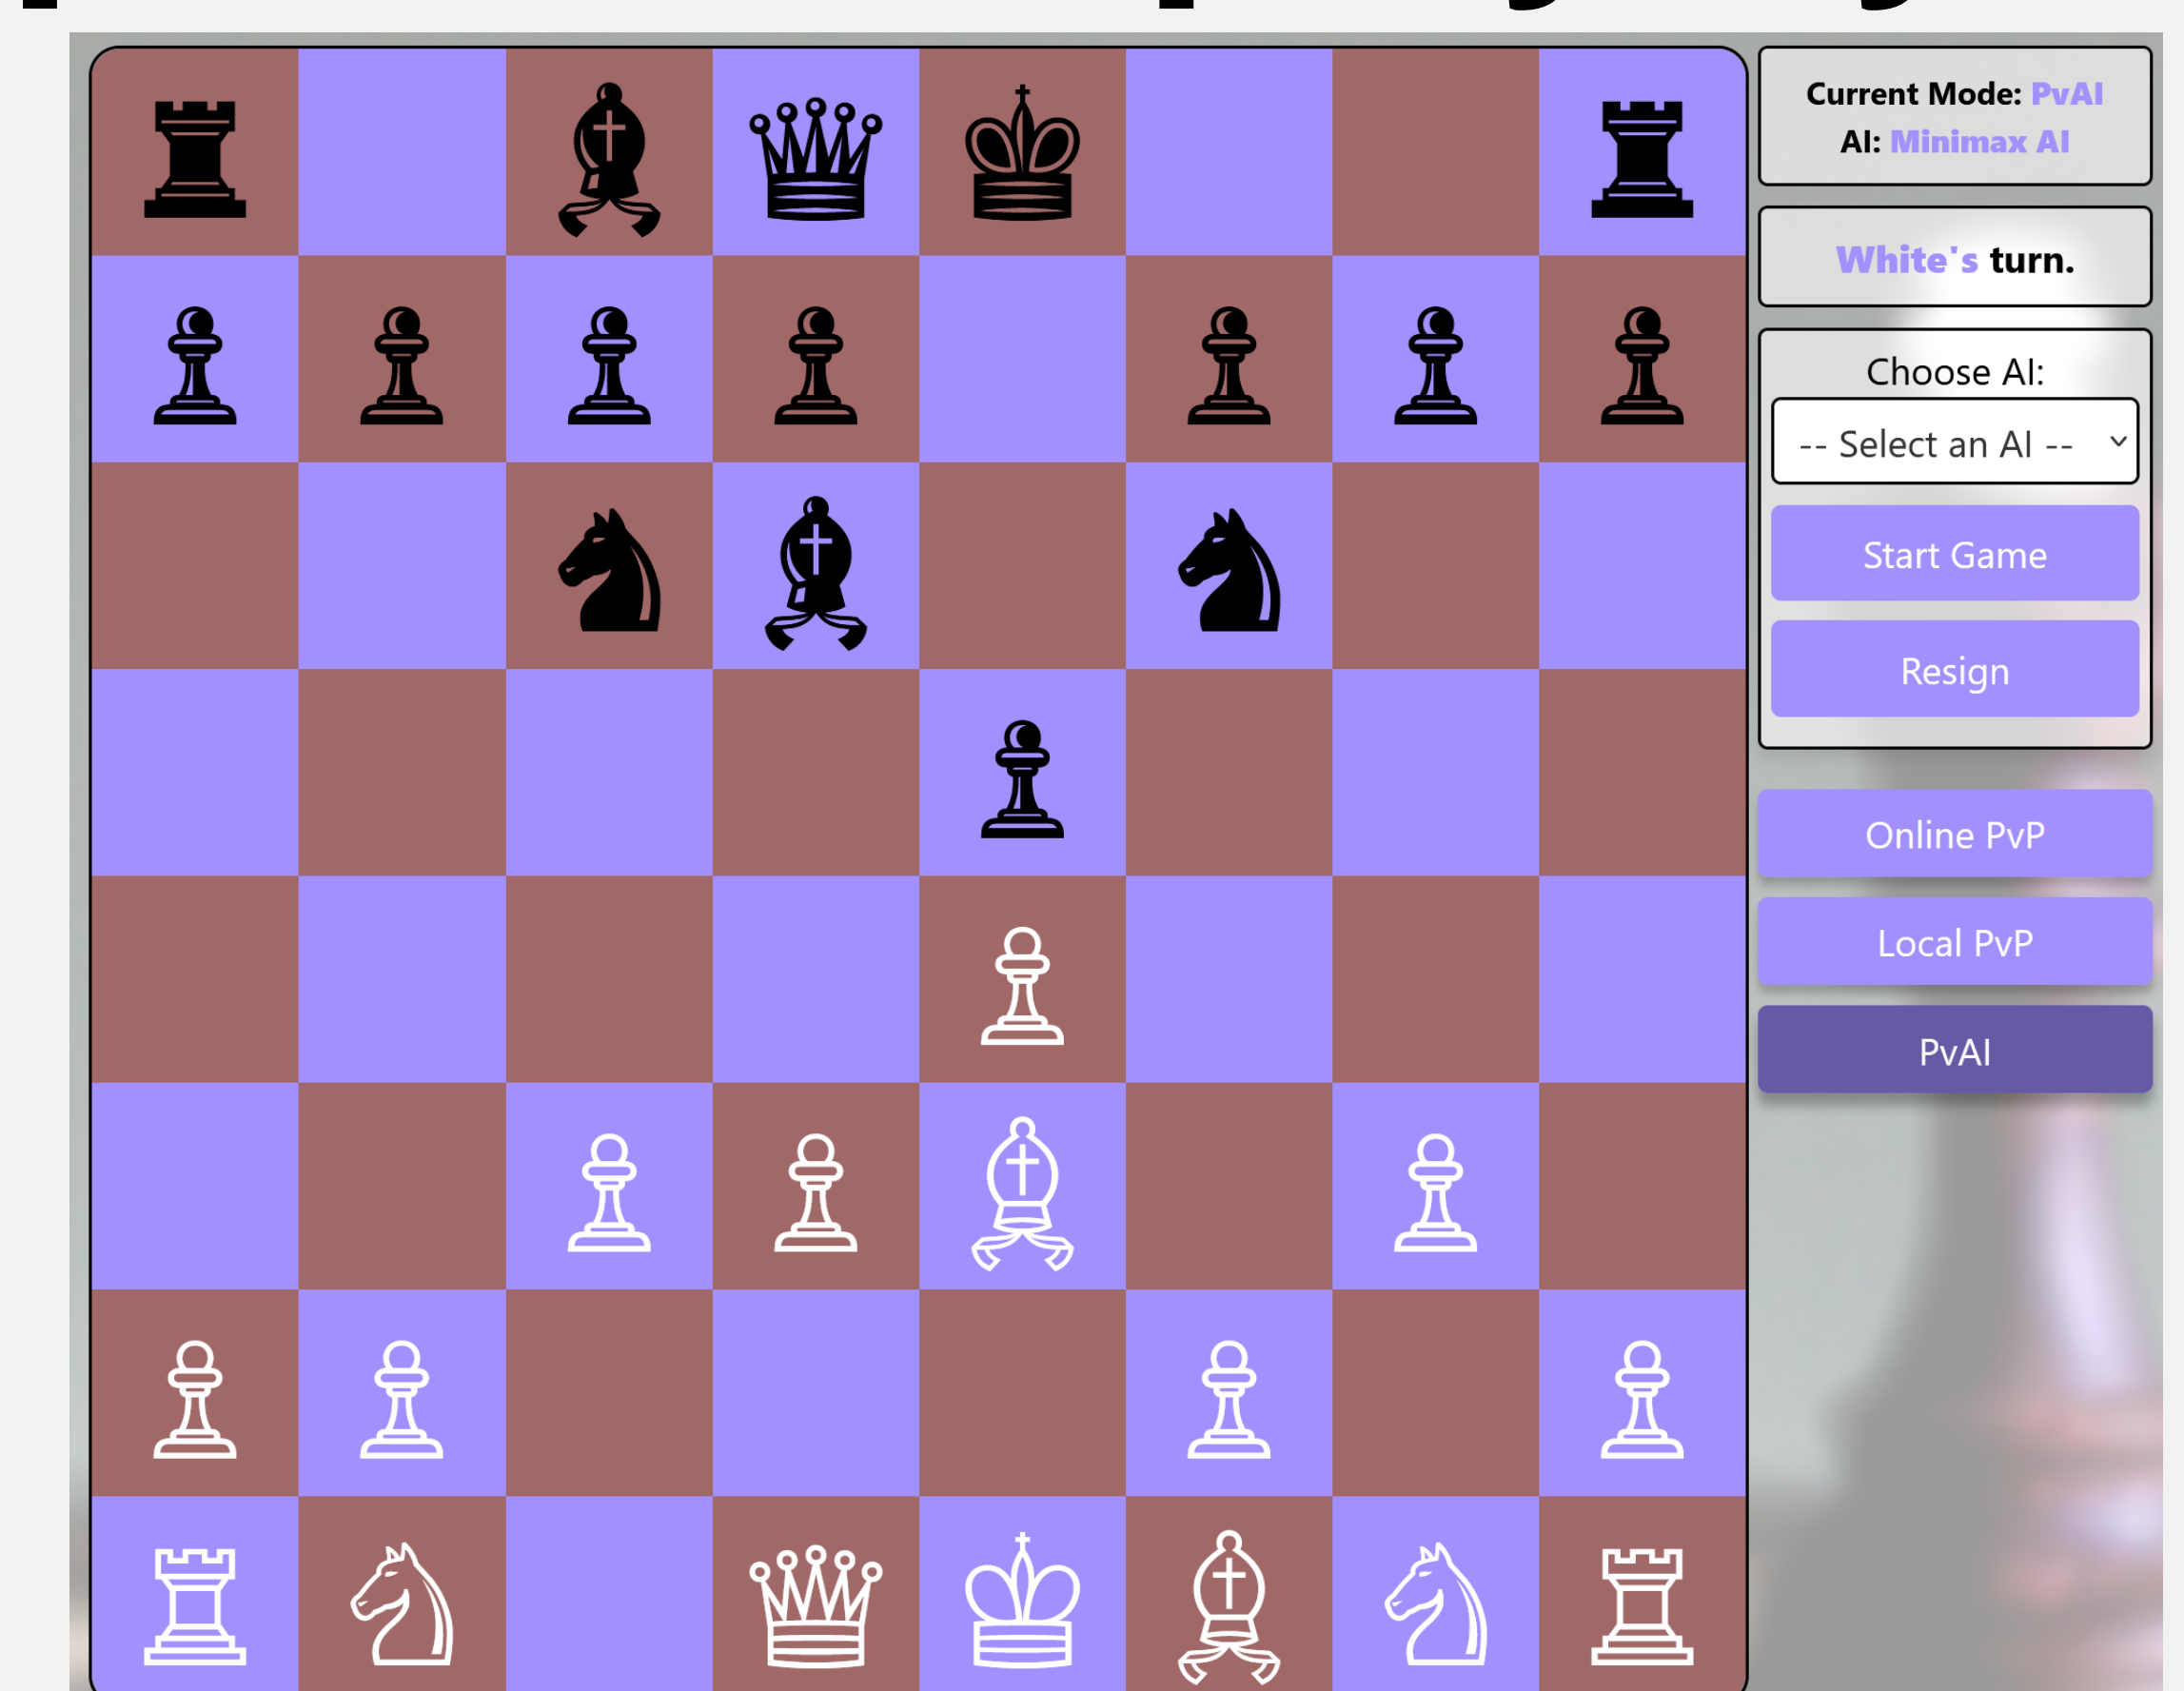 Current Mode: PvAI
AI: Minimax AI
White's turn.
Choose AI:
-- Select an AI --
Start Game
Resign
Online PvP
Local PvP
PvAI